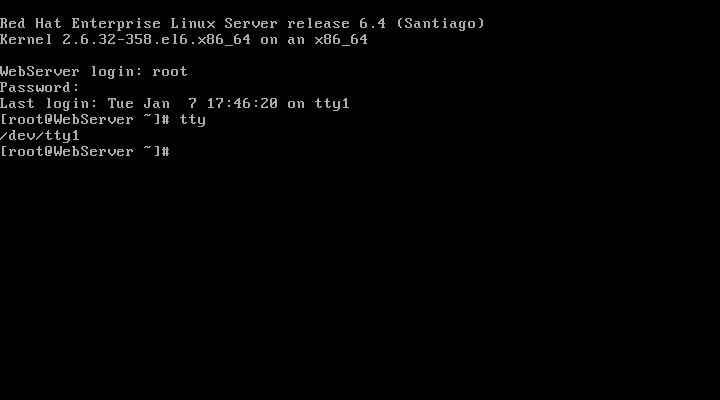 Red Hat Enterprise Linux Server release 6.4 (Santiago)
Kernel 2.6.32-358.el6.x86_64 on an x86_64
WebServer login: root
Password:
Last login: Tue Jan  7 17:46:20 on tty1
[root@WebServer ~]# tty
/dev/tty1
[root@WebServer ~]#